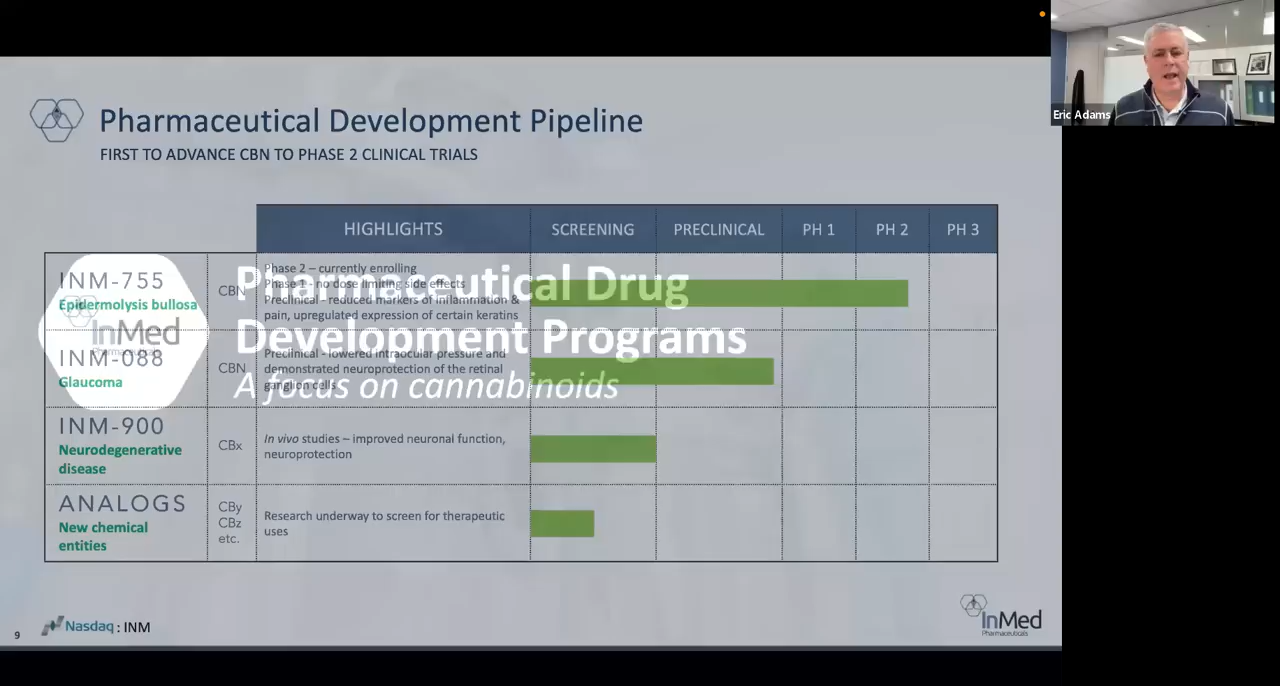 Eric Adams
Pharmaceutical Development Pipeline
FIRST TO ADVANCE CBN TO PHASE 2 CLINICAL TRIALS
HIGHLIGHTS SCREENING PRECLINICAL PH 1 PH 2 PH 3
INM-755
Epidermolysis bullosa
CBN
Phase 2 – currently enrolling
Phase 1 - no dose limiting side effects
Preclinical - reduced markers of inflammation &
pain, upregulated expression of certain keratins
Pharmaceutical Drug
Development Programs
A focus on cannabinoids
InMed
INM-088
Glaucoma
CBN
Preclinical - lowered intraocular pressure and
demonstrated neuroprotection of the retinal
ganglion cells
INM-900
Neurodegenerative
disease
CBx
In vivo studies – improved neuronal function,
neuroprotection
ANALOGS
New chemical
entities
CBy
CBz
etc.
Research underway to screen for therapeutic
uses
9
Nasdaq : INM
InMed
Pharmaceuticals